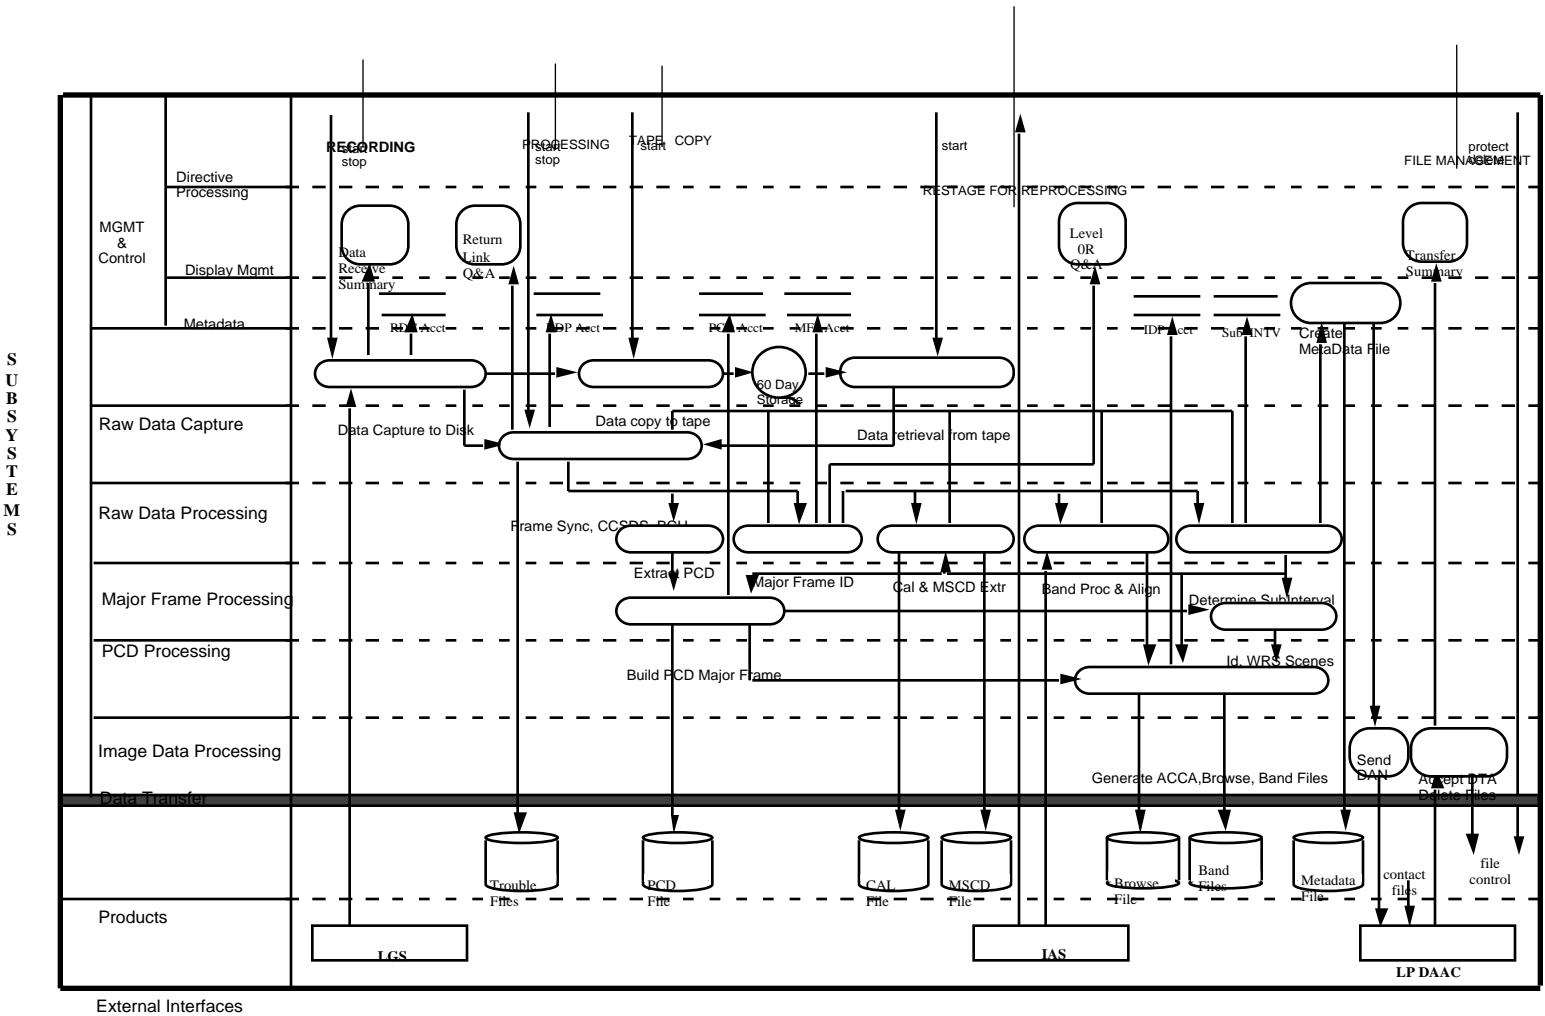 RECORDING
start
stop
PROCESSING
start
stop
TAPE COPY
start
start
RESTAGE FOR REPROCESSING
protect
delete
FILE MANAGEMENT
Directive
Processing
MGMT
&
Control
Display Mgmt
Metadata
Data
Receive
Summary
Return
Link
Q&A
Level
0R
Q&A
Transfer
Summary
RDC Acct
RDP Acct
PCD Acct
MFP Acct
IDP Acct
Sub-INTV
Create
MetaData File
60 Day
Storage
SUBSYSTEMS
Raw Data Capture
Data Capture to Disk
Data copy to tape
Data retrieval from tape
Raw Data Processing
Frame Sync, CCSDS, BCH
Major Frame Processing
Extract PCD
Major Frame ID
Cal & MSCD Extr
Band Proc & Align
Determine SubInterval
PCD Processing
Build PCD Major Frame
Id. WRS Scenes
Image Data Processing
Generate ACCA,Browse, Band Files
Send
DAN
Accept DTA
Delete Files
Data Transfer
Trouble
Files
PCD
File
CAL
File
MSCD
File
Browse
File
Band
Files
Metadata
File
contact
files
file
control
Products
LGS
IAS
LP DAAC
External Interfaces